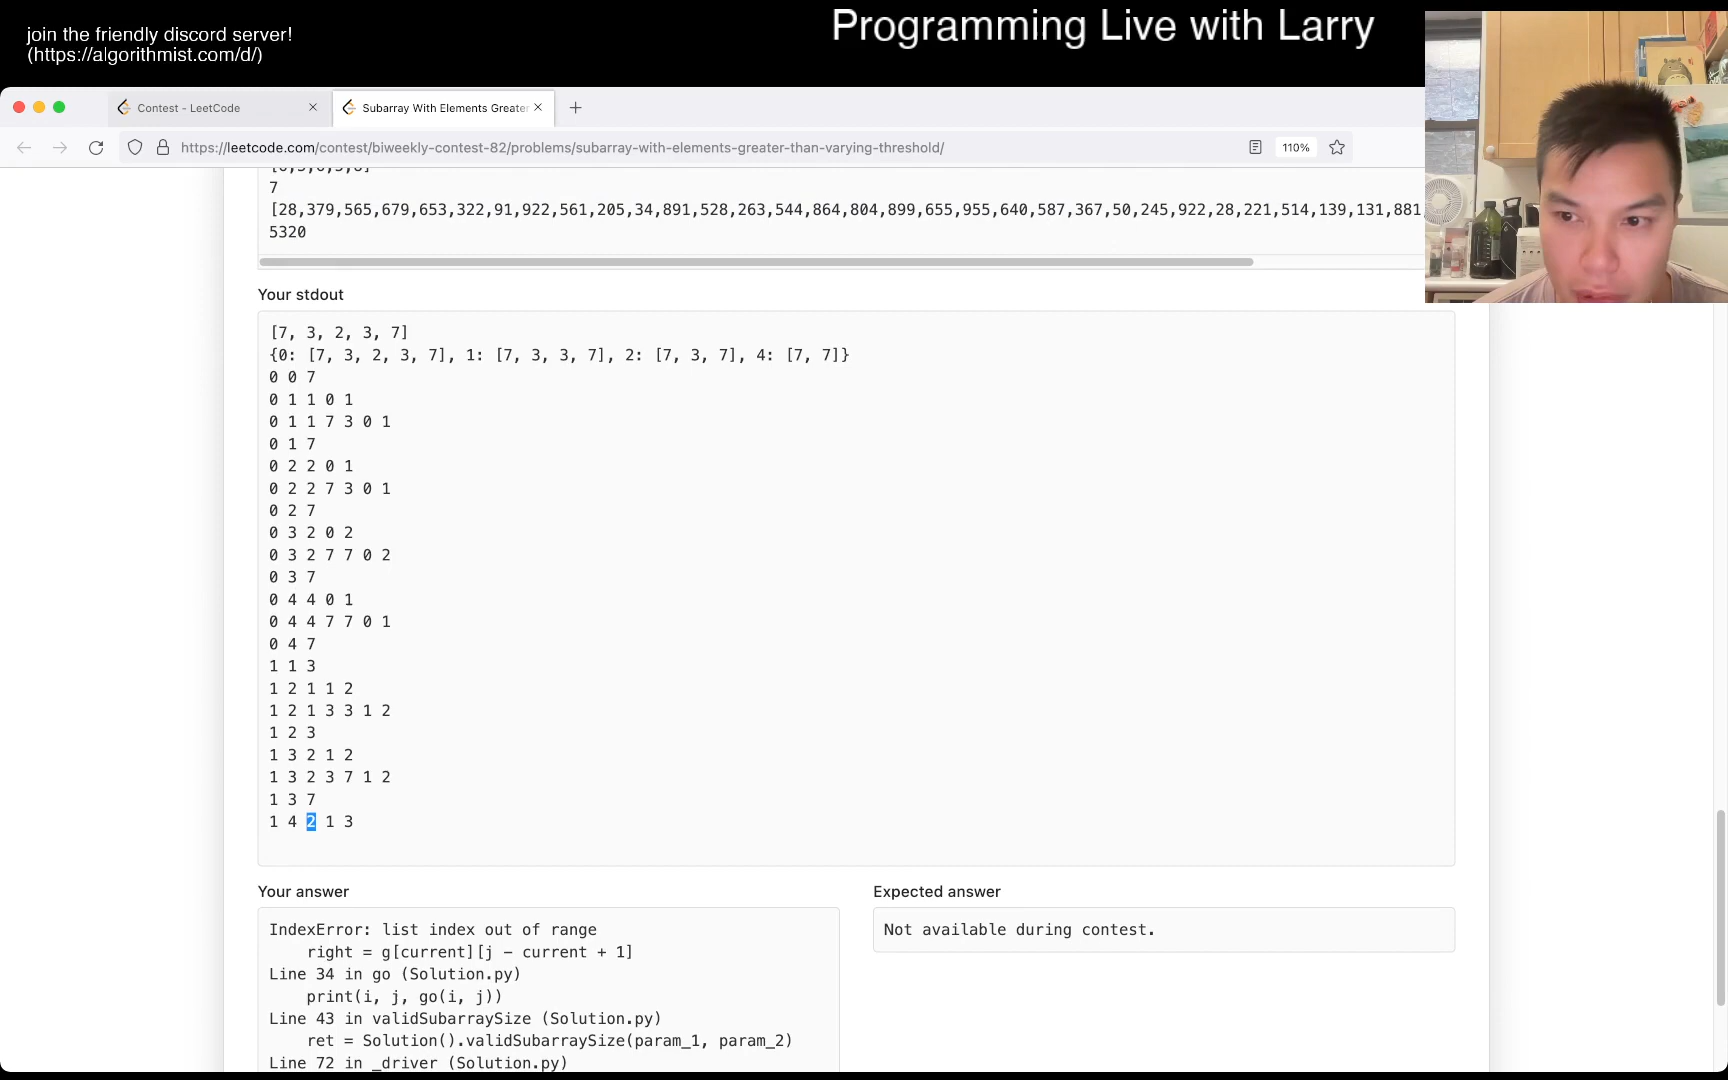 join the friendly discord server!
(https://algorithmist.com/d/)
Programming Live with Larry
Contest - LeetCode
Subarray With Elements Greater
https://leetcode.com/contest/biweekly-contest-82/problems/subarray-with-elements-greater-than-varying-threshold/
110%
[6,5,6,5,8]
7
[28,379,565,679,653,322,91,922,561,205,34,891,528,263,544,864,804,899,655,955,640,587,367,50,245,922,28,221,514,139,131,881,
5320
Your stdout
[7, 3, 2, 3, 7]
{0: [7, 3, 2, 3, 7], 1: [7, 3, 3, 7], 2: [7, 3, 7], 4: [7, 7]}
0 0 7
0 1 1 0 1
0 1 1 7 3 0 1
0 1 7
0 2 2 0 1
0 2 2 7 3 0 1
0 2 7
0 3 2 0 2
0 3 2 7 7 0 2
0 3 7
0 4 4 0 1
0 4 4 7 7 0 1
0 4 7
1 1 3
1 2 1 1 2
1 2 1 3 3 1 2
1 2 3
1 3 2 1 2
1 3 2 3 7 1 2
1 3 7
1 4 2 1 3
Your answer
Expected answer
IndexError: list index out of range
Not available during contest.
right = g[current][j - current + 1]
Line 34 in go (Solution.py)
print(i, j, go(i, j))
Line 43 in validSubarraySize (Solution.py)
ret = Solution().validSubarraySize(param_1, param_2)
Line 72 in _driver (Solution.py)